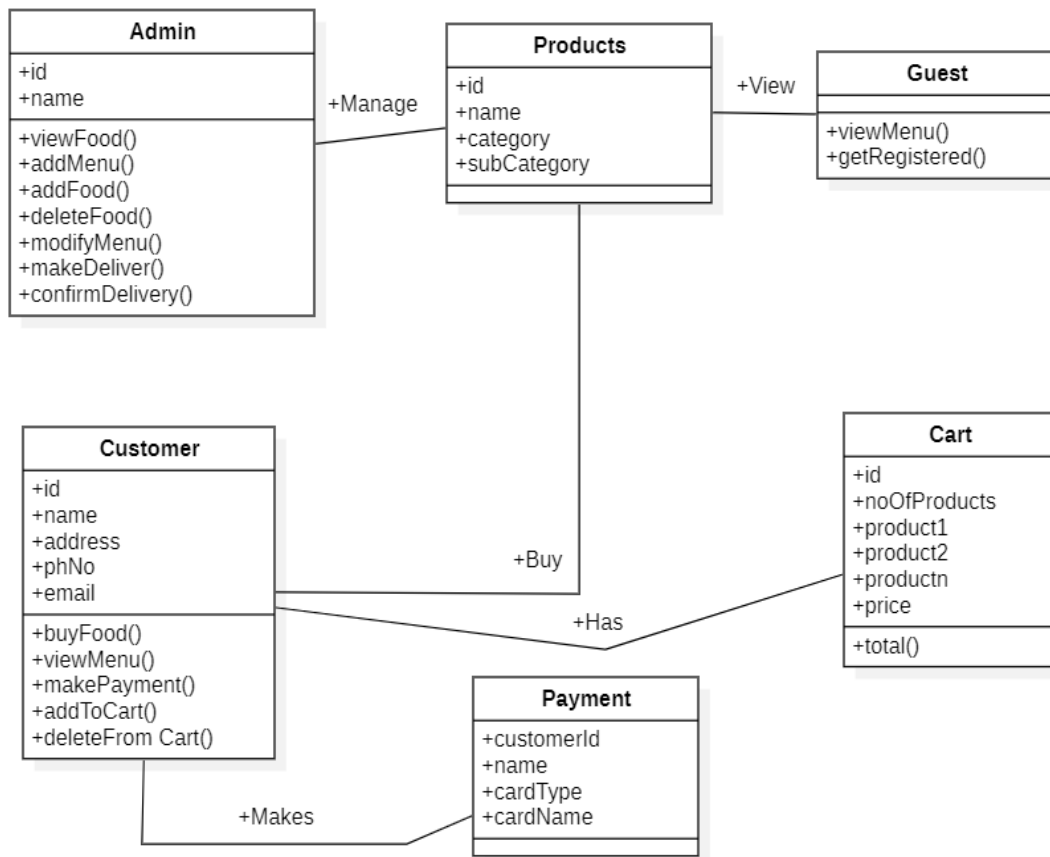 Admin
+id
+name
+viewFood()
+addMenu()
+addFood()
+deleteFood()
+modifyMenu()
+makeDeliver()
+confirmDelivery()
+Manage
Products
+id
+name
+category
+subCategory
+View
Guest
+viewMenu()
+getRegistered()
Customer
+id
+name
+address
+phNo
+email
+buyFood()
+viewMenu()
+makePayment()
+addToCart()
+deleteFrom Cart()
+Buy
+Has
Cart
+id
+noOfProducts
+product1
+product2
+productn
+price
+total()
+Makes
Payment
+customerId
+name
+cardType
+cardName